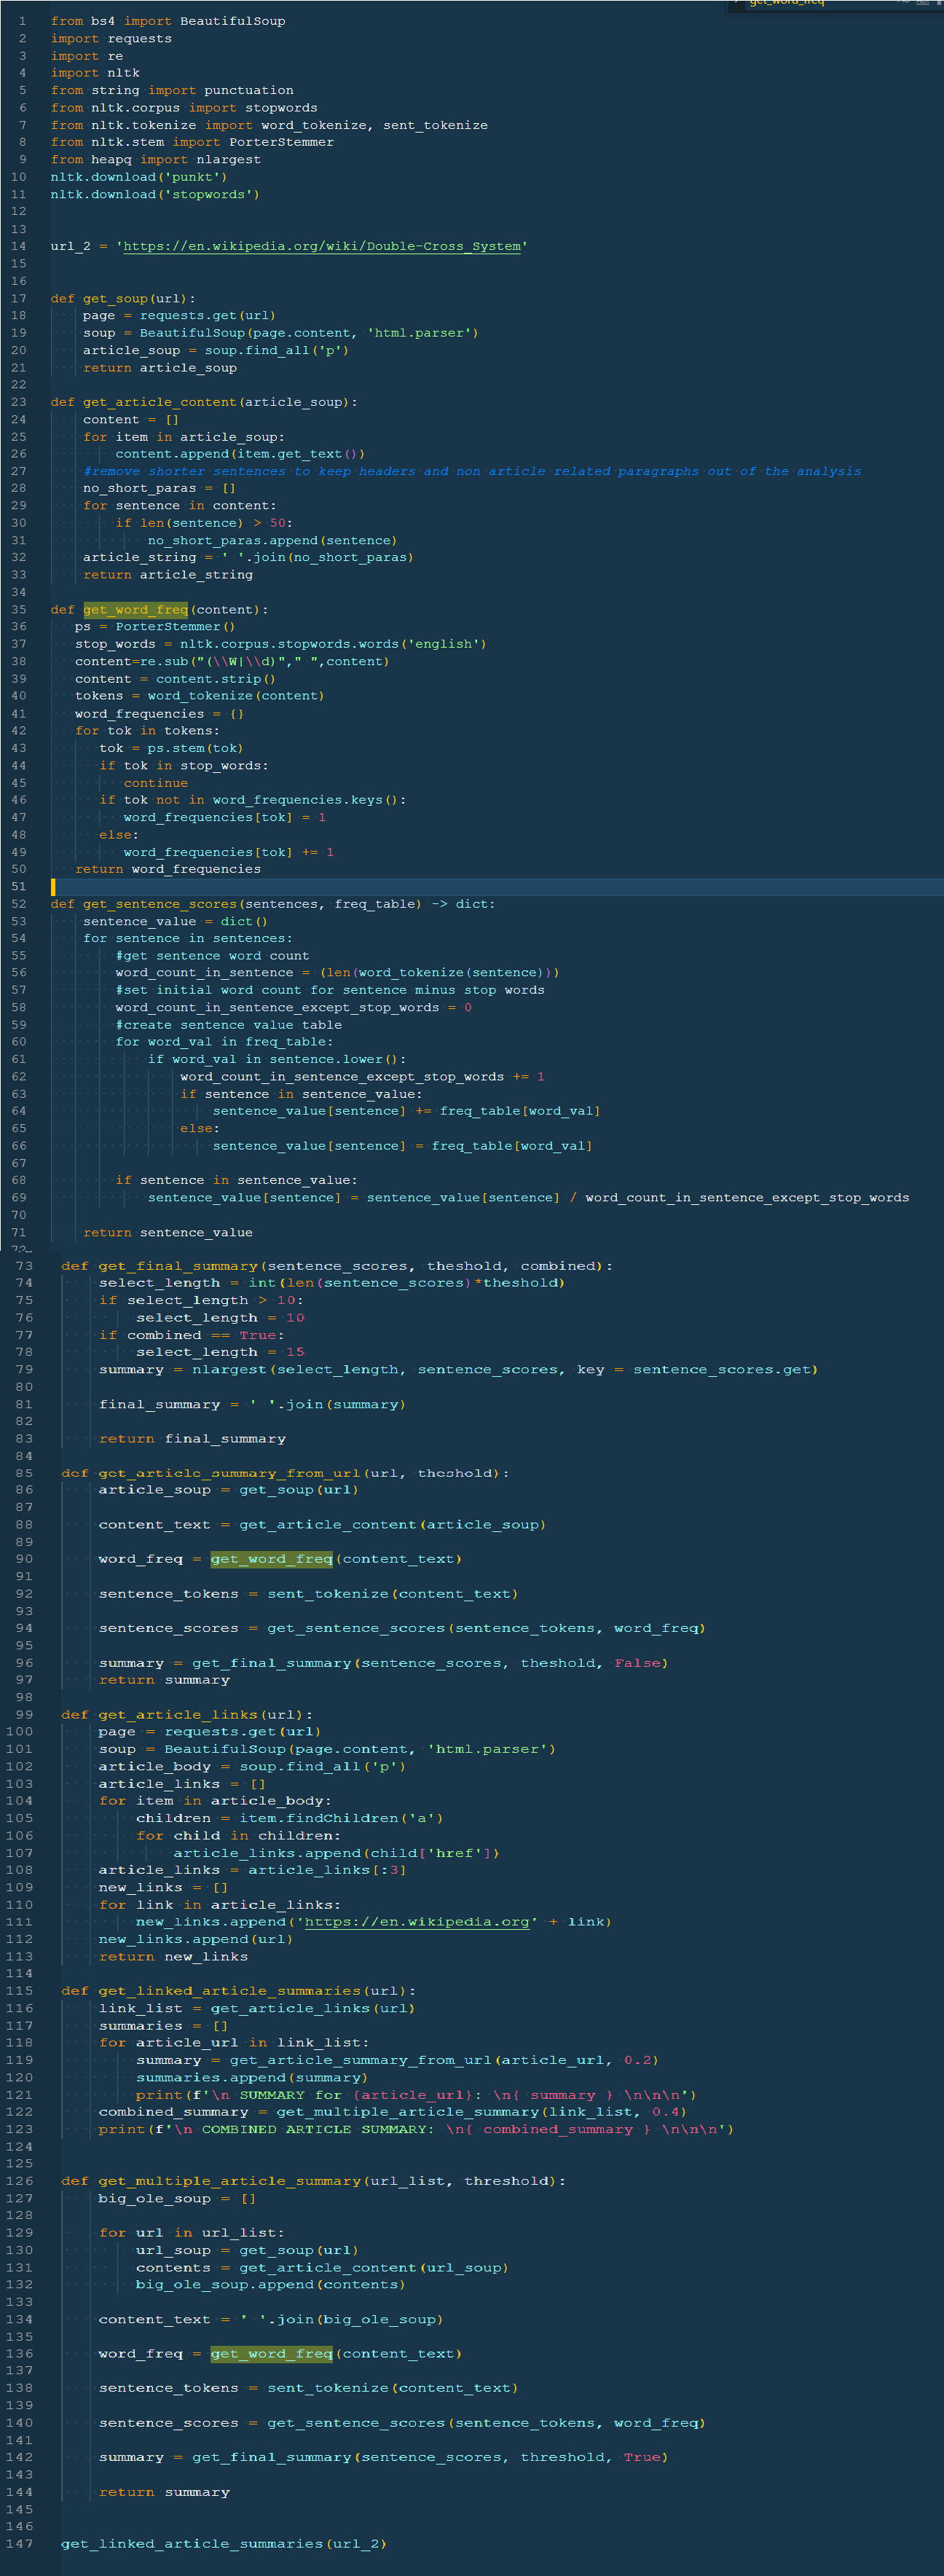 get_word_freq
1 from bs4 import BeautifulSoup
2 import requests
3 import re
4 import nltk
5 from string import punctuation
6 from nltk.corpus import stopwords
7 from nltk.tokenize import word_tokenize, sent_tokenize
8 from nltk.stem import PorterStemmer
9 from heapq import nlargest
10 nltk.download('punkt')
11 nltk.download('stopwords')
12
13
14 url_2 = 'https://en.wikipedia.org/wiki/Double-Cross_System'
15
16
17 def get_soup(url):
18     page = requests.get(url)
19     soup = BeautifulSoup(page.content, 'html.parser')
20     article_soup = soup.find_all('p')
21     return article_soup
22
23 def get_article_content(article_soup):
24     content = []
25     for item in article_soup:
26         content.append(item.get_text())
27     #remove shorter sentences to keep headers and non article related paragraphs out of the analysis
28     no_short_paras = []
29     for sentence in content:
30         if len(sentence) > 50:
31             no_short_paras.append(sentence)
32     article_string = ' '.join(no_short_paras)
33     return article_string
34
35 def get_word_freq(content):
36    ps = PorterStemmer()
37    stop_words = nltk.corpus.stopwords.words('english')
38    content=re.sub("(\\W|\\d)"," ",content)
39    content = content.strip()
40    tokens = word_tokenize(content)
41    word_frequencies = {}
42    for tok in tokens:
43       tok = ps.stem(tok)
44       if tok in stop_words:
45          continue
46       if tok not in word_frequencies.keys():
47          word_frequencies[tok] = 1
48       else:
49          word_frequencies[tok] += 1
50    return word_frequencies
51
52 def get_sentence_scores(sentences, freq_table) -> dict:
53     sentence_value = dict()
54     for sentence in sentences:
55         #get sentence word count
56         word_count_in_sentence = (len(word_tokenize(sentence)))
57         #set initial word count for sentence minus stop words
58         word_count_in_sentence_except_stop_words = 0
59         #create sentence value table
60         for word_val in freq_table:
61             if word_val in sentence.lower():
62                 word_count_in_sentence_except_stop_words += 1
63                 if sentence in sentence_value:
64                     sentence_value[sentence] += freq_table[word_val]
65                 else:
66                     sentence_value[sentence] = freq_table[word_val]
67
68         if sentence in sentence_value:
69             sentence_value[sentence] = sentence_value[sentence] / word_count_in_sentence_except_stop_words
70
71     return sentence_value
72
73 def get_final_summary(sentence_scores, theshold, combined):
74     select_length = int(len(sentence_scores)*theshold)
75     if select_length > 10:
76         select_length = 10
77     if combined == True:
78         select_length = 15
79     summary = nlargest(select_length, sentence_scores, key = sentence_scores.get)
80
81     final_summary = ' '.join(summary)
82
83     return final_summary
84
85 def get_article_summary_from_url(url, theshold):
86     article_soup = get_soup(url)
87
88     content_text = get_article_content(article_soup)
89
90     word_freq = get_word_freq(content_text)
91
92     sentence_tokens = sent_tokenize(content_text)
93
94     sentence_scores = get_sentence_scores(sentence_tokens, word_freq)
95
96     summary = get_final_summary(sentence_scores, theshold, False)
97     return summary
98
99 def get_article_links(url):
100     page = requests.get(url)
101     soup = BeautifulSoup(page.content, 'html.parser')
102     article_body = soup.find_all('p')
103     article_links = []
104     for item in article_body:
105         children = item.findChildren('a')
106         for child in children:
107             article_links.append(child['href'])
108     article_links = article_links[:3]
109     new_links = []
110     for link in article_links:
111         new_links.append('https://en.wikipedia.org' + link)
112     new_links.append(url)
113     return new_links
114
115 def get_linked_article_summaries(url):
116     link_list = get_article_links(url)
117     summaries = []
118     for article_url in link_list:
119         summary = get_article_summary_from_url(article_url, 0.2)
120         summaries.append(summary)
121         print(f'\n SUMMARY for {article_url}: \n{ summary } \n\n\n')
122     combined_summary = get_multiple_article_summary(link_list, 0.4)
123     print(f'\n COMBINED ARTICLE SUMMARY: \n{ combined_summary } \n\n\n')
124
125
126 def get_multiple_article_summary(url_list, threshold):
127     big_ole_soup = []
128
129     for url in url_list:
130         url_soup = get_soup(url)
131         contents = get_article_content(url_soup)
132         big_ole_soup.append(contents)
133
134     content_text = ' '.join(big_ole_soup)
135
136     word_freq = get_word_freq(content_text)
137
138     sentence_tokens = sent_tokenize(content_text)
139
140     sentence_scores = get_sentence_scores(sentence_tokens, word_freq)
141
142     summary = get_final_summary(sentence_scores, threshold, True)
143
144     return summary
145
146
147 get_linked_article_summaries(url_2)